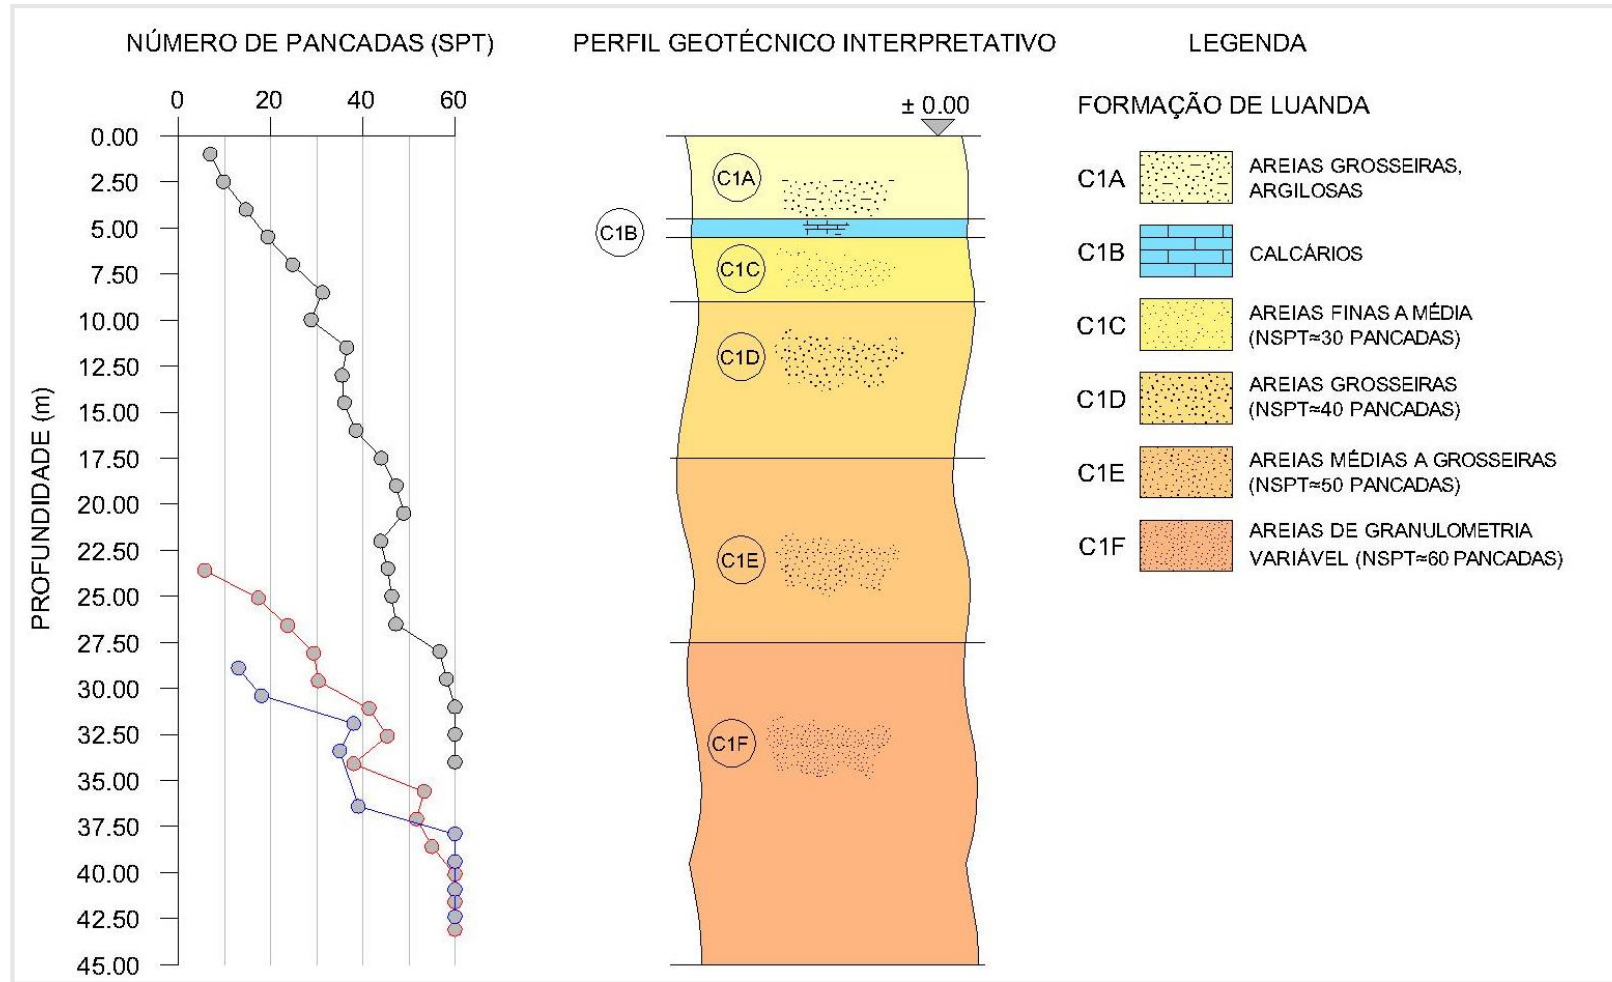 NÚMERO DE PANCADAS (SPT)
PERFIL GEOTÉCNICO INTERPRETATIVO
LEGENDA
0 20 40 60
± 0.00
FORMAÇÃO DE LUANDA
PROFUNDIDADE (m)
0.00
2.50
5.00
7.50
10.00
12.50
15.00
17.50
20.00
22.50
25.00
27.50
30.00
32.50
35.00
37.50
40.00
42.50
45.00
C1A
C1B
C1C
C1D
C1E
C1F
C1A
AREIAS GROSSEIRAS,
ARGILOSAS
C1B
CALCÁRIOS
C1C
AREIAS FINAS A MÉDIA
(NSPT≈30 PANCADAS)
C1D
AREIAS GROSSEIRAS
(NSPT≈40 PANCADAS)
C1E
AREIAS MÉDIAS A GROSSEIRAS
(NSPT≈50 PANCADAS)
C1F
AREIAS DE GRANULOMETRIA
VARIÁVEL (NSPT≈60 PANCADAS)